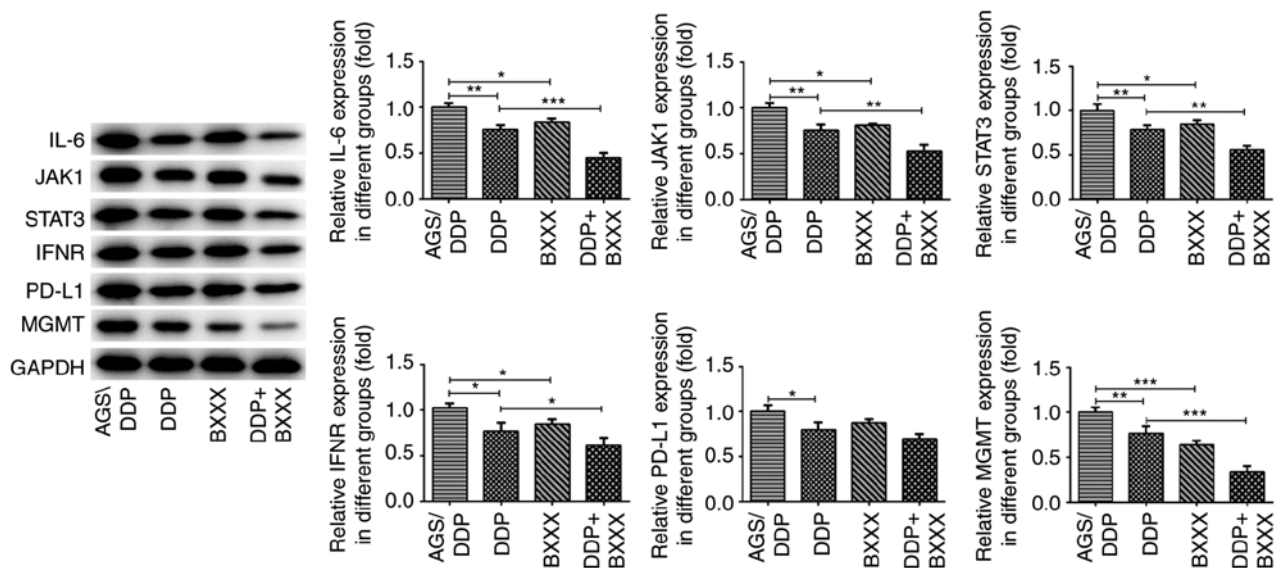 IL-6
JAK1
STAT3
IFNR
PD-L1
MGMT
GAPDH
AGS\
DDP
DDP
BXXX
DDP+
BXXX
Relative IL-6 expression
in different groups (fold)
1.5
1.0
0.5
0.0
*
**
***
AGS/
DDP
DDP
BXXX
DDP+
BXXX
Relative JAK1 expression
in different groups (fold)
1.5
1.0
0.5
0.0
*
**
**
AGS/
DDP
DDP
BXXX
DDP+
BXXX
Relative STAT3 expression
in different groups (fold)
1.5
1.0
0.5
0.0
*
**
**
AGS/
DDP
DDP
BXXX
DDP+
BXXX
Relative IFNR expression
in different groups (fold)
1.5
1.0
0.5
0.0
*
*
*
AGS/
DDP
DDP
BXXX
DDP+
BXXX
Relative PD-L1 expression
in different groups (fold)
1.5
1.0
0.5
0.0
*
AGS/
DDP
DDP
BXXX
DDP+
BXXX
Relative MGMT expression
in different groups (fold)
1.5
1.0
0.5
0.0
***
**
***
AGS/
DDP
DDP
BXXX
DDP+
BXXX